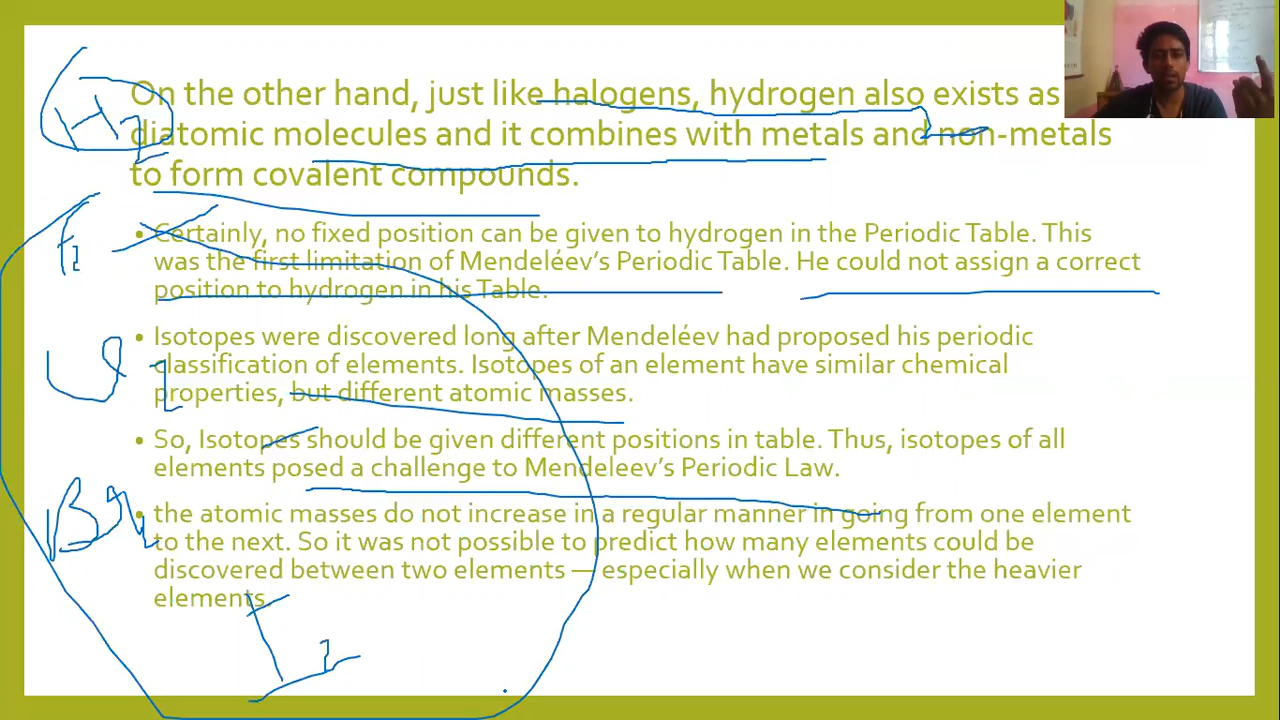 On the other hand, just like halogens, hydrogen also exists as
diatomic molecules and it combines with metals and non-metals
to form covalent compounds.
• Certainly, no fixed position can be given to hydrogen in the Periodic Table. This
was the first limitation of Mendeléev's Periodic Table. He could not assign a correct
position to hydrogen in his Table.
• Isotopes were discovered long after Mendeléev had proposed his periodic
classification of elements. Isotopes of an element have similar chemical
properties, but different atomic masses.
• So, Isotopes should be given different positions in table. Thus, isotopes of all
elements posed a challenge to Mendeleev's Periodic Law.
• the atomic masses do not increase in a regular manner in going from one element
to the next. So it was not possible to predict how many elements could be
discovered between two elements — especially when we consider the heavier
elements.
H2
F2
Br2
I2